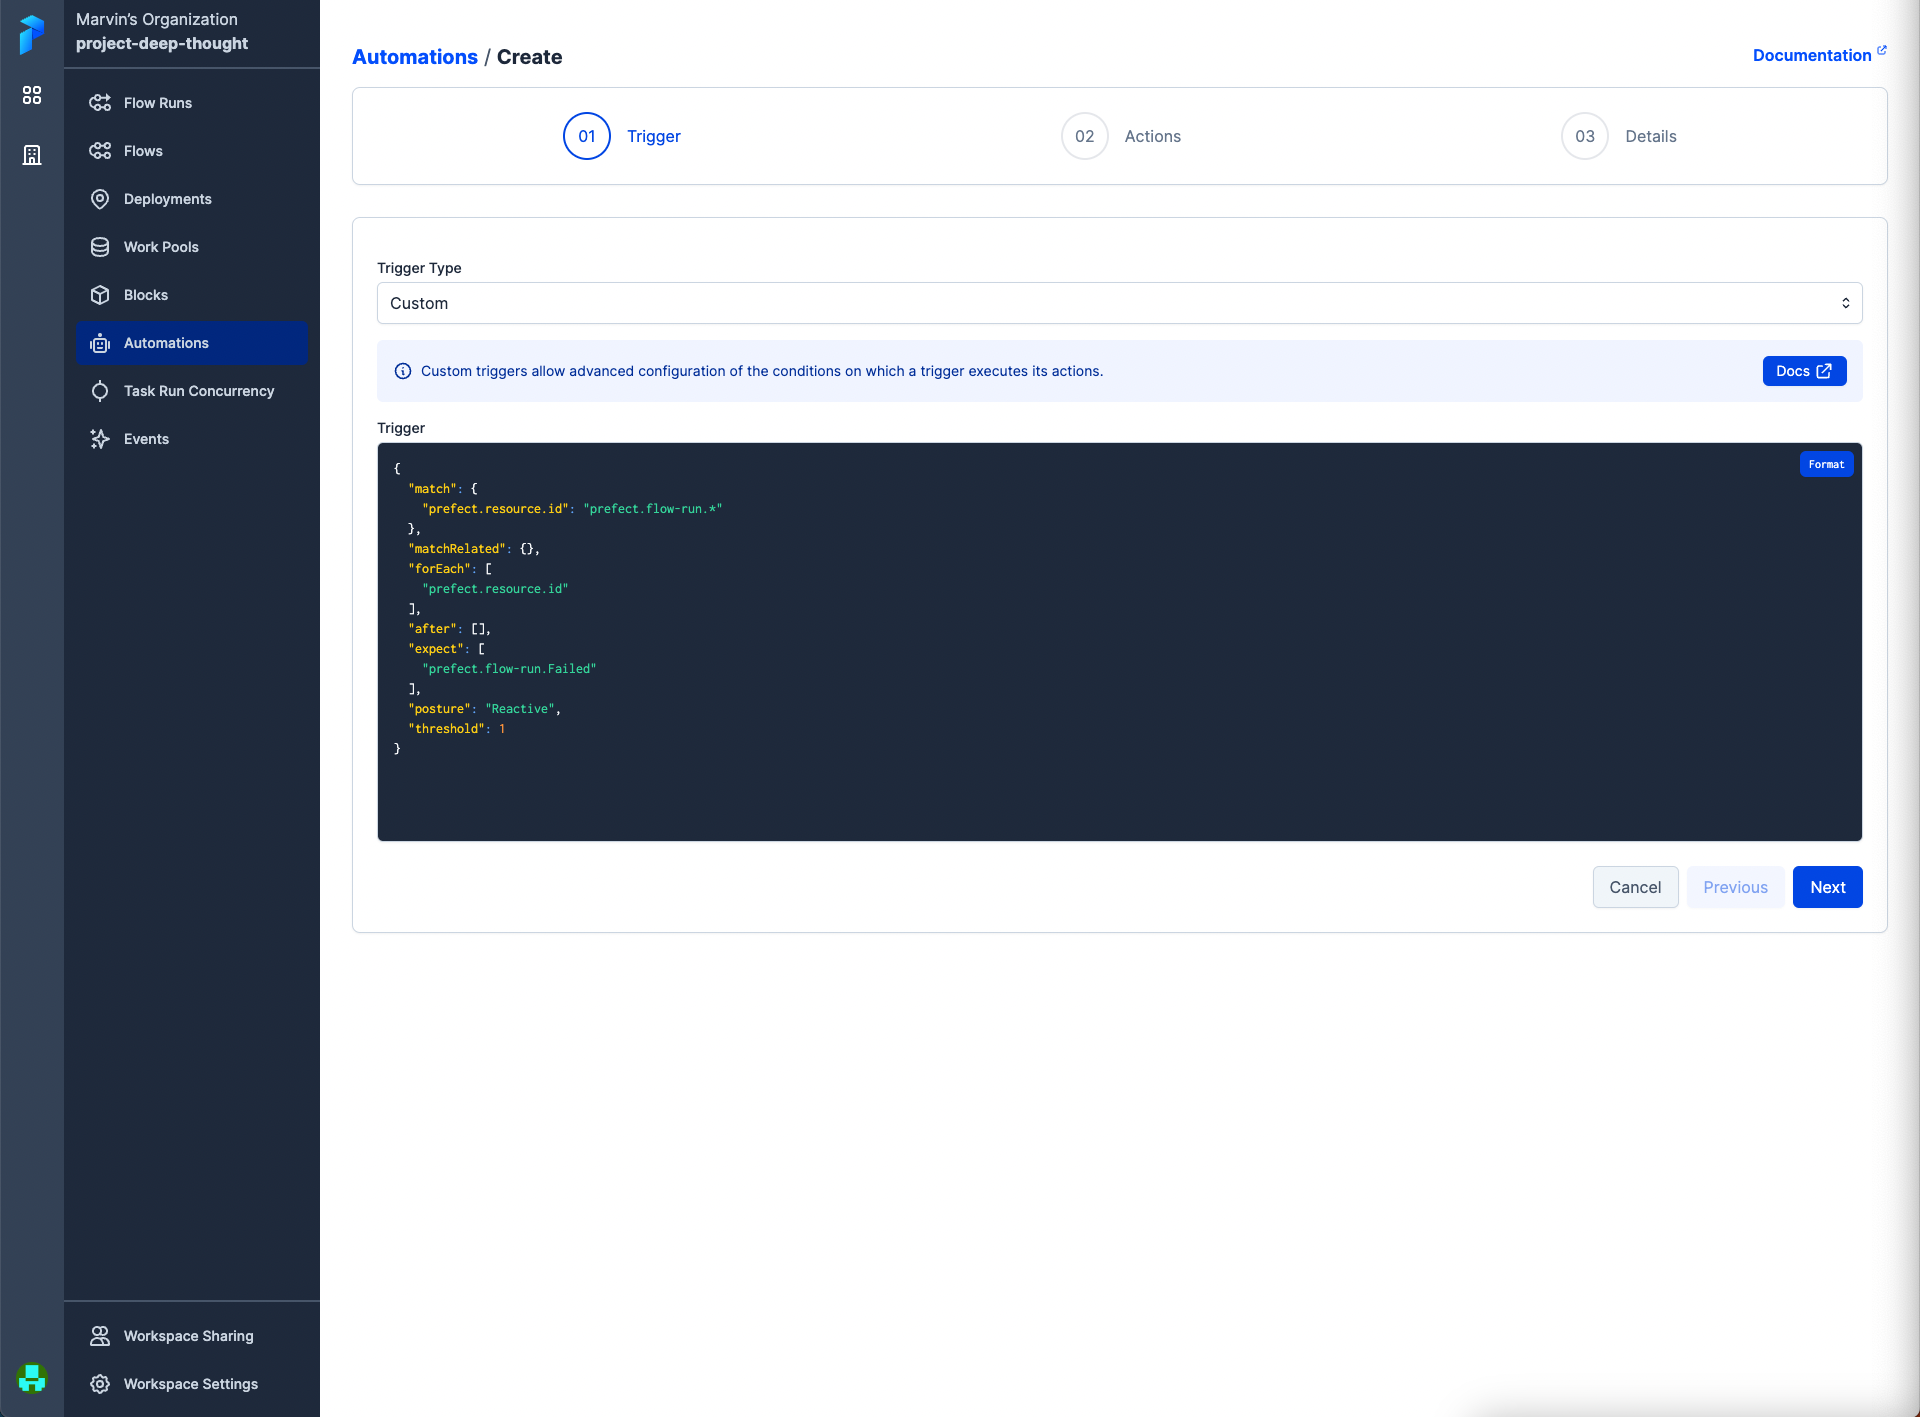 Marvin's Organization
project-deep-thought
Flow Runs
Flows
Deployments
Work Pools
Blocks
Automations
Task Run Concurrency
Events
Workspace Sharing
Workspace Settings
Automations / Create
Documentation
01 Trigger
02 Actions
03 Details
Trigger Type
Custom
Custom triggers allow advanced configuration of the conditions on which a trigger executes its actions.
Docs
Trigger
Format
{
  "match": {
    "prefect.resource.id": "prefect.flow-run.*"
  },
  "matchRelated": {},
  "forEach": [
    "prefect.resource.id"
  ],
  "after": [],
  "expect": [
    "prefect.flow-run.Failed"
  ],
  "posture": "Reactive",
  "threshold": 1
}
Cancel
Previous
Next